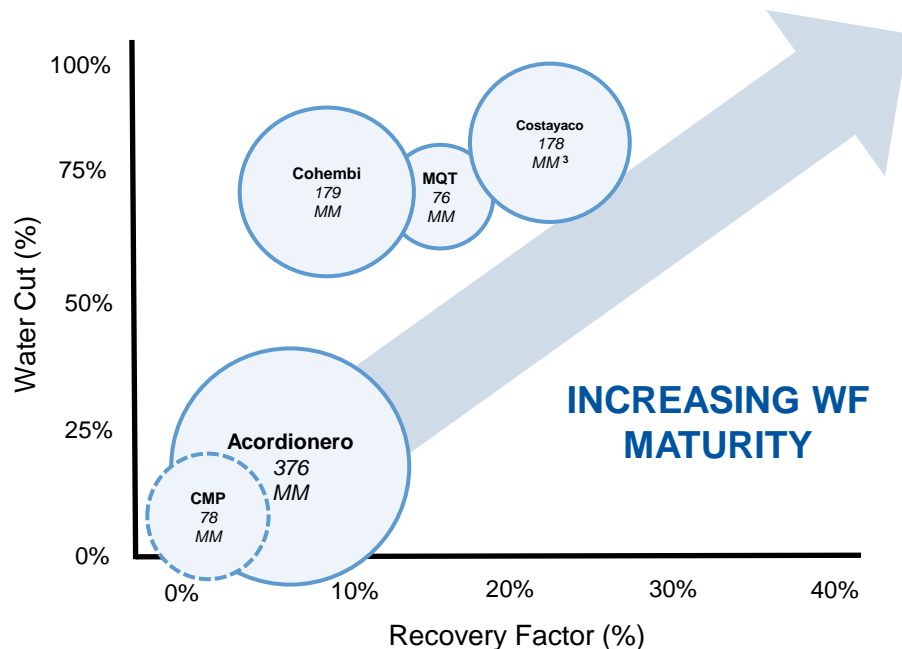 Water Cut (%)
100%
75%
50%
25%
0%
Cohembi
179
MM
MQT
76
MM
Costayaco
178
MM 3
Acordionero
376
MM
CMP
78
MM
INCREASING WF
MATURITY
0%
10%
20%
30%
40%
Recovery Factor (%)